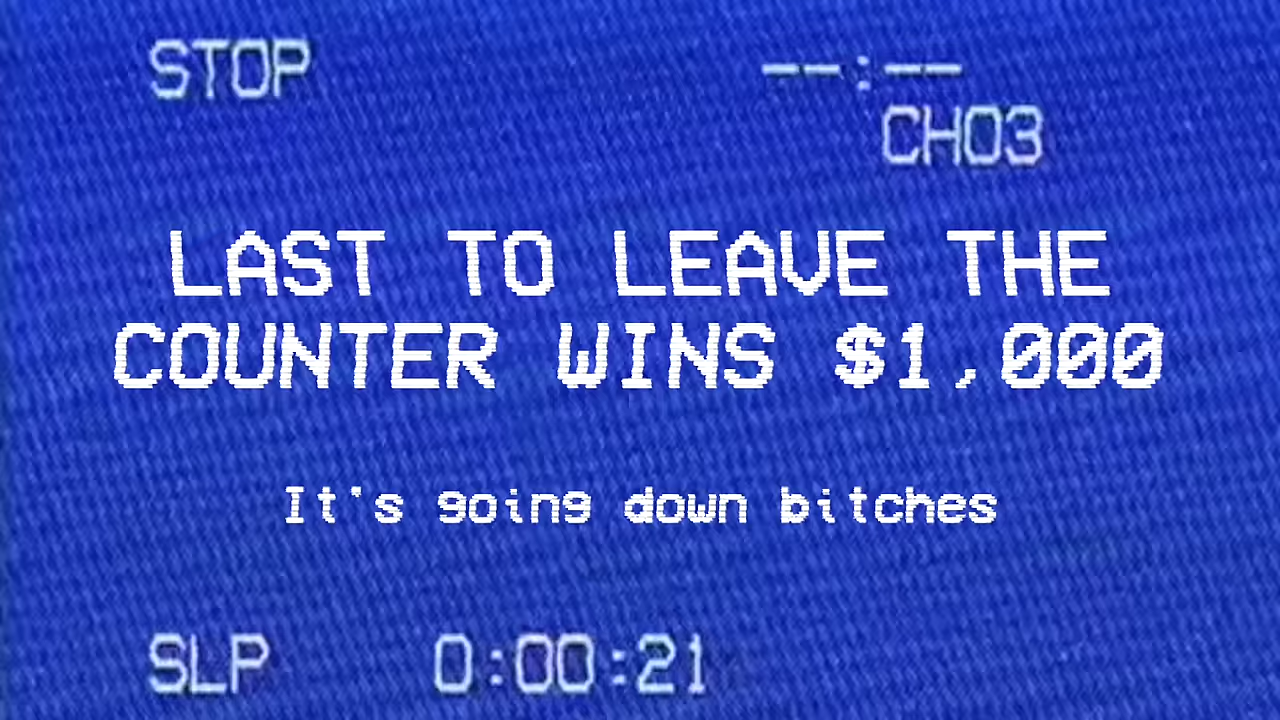 STOP
--:--
CH03
LAST TO LEAVE THE
COUNTER WINS $1,000
It's going down bitches
SLP 0:00:21